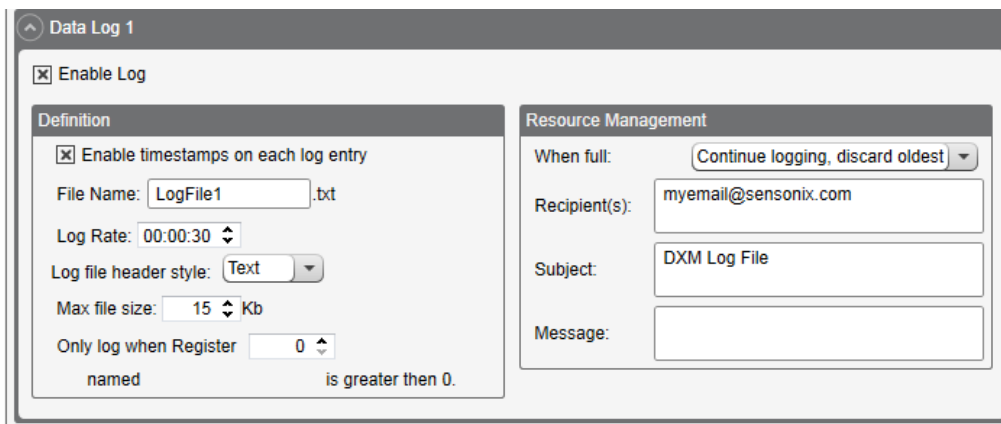 Data Log 1
Enable Log
Definition
Enable timestamps on each log entry
File Name: LogFile1 .txt
Log Rate: 00:00:30
Log file header style: Text
Max file size: 15 Kb
Only log when Register 0
named is greater then 0.
Resource Management
When full: Continue logging, discard oldest
Recipient(s): myemail@sensonix.com
Subject: DXM Log File
Message: